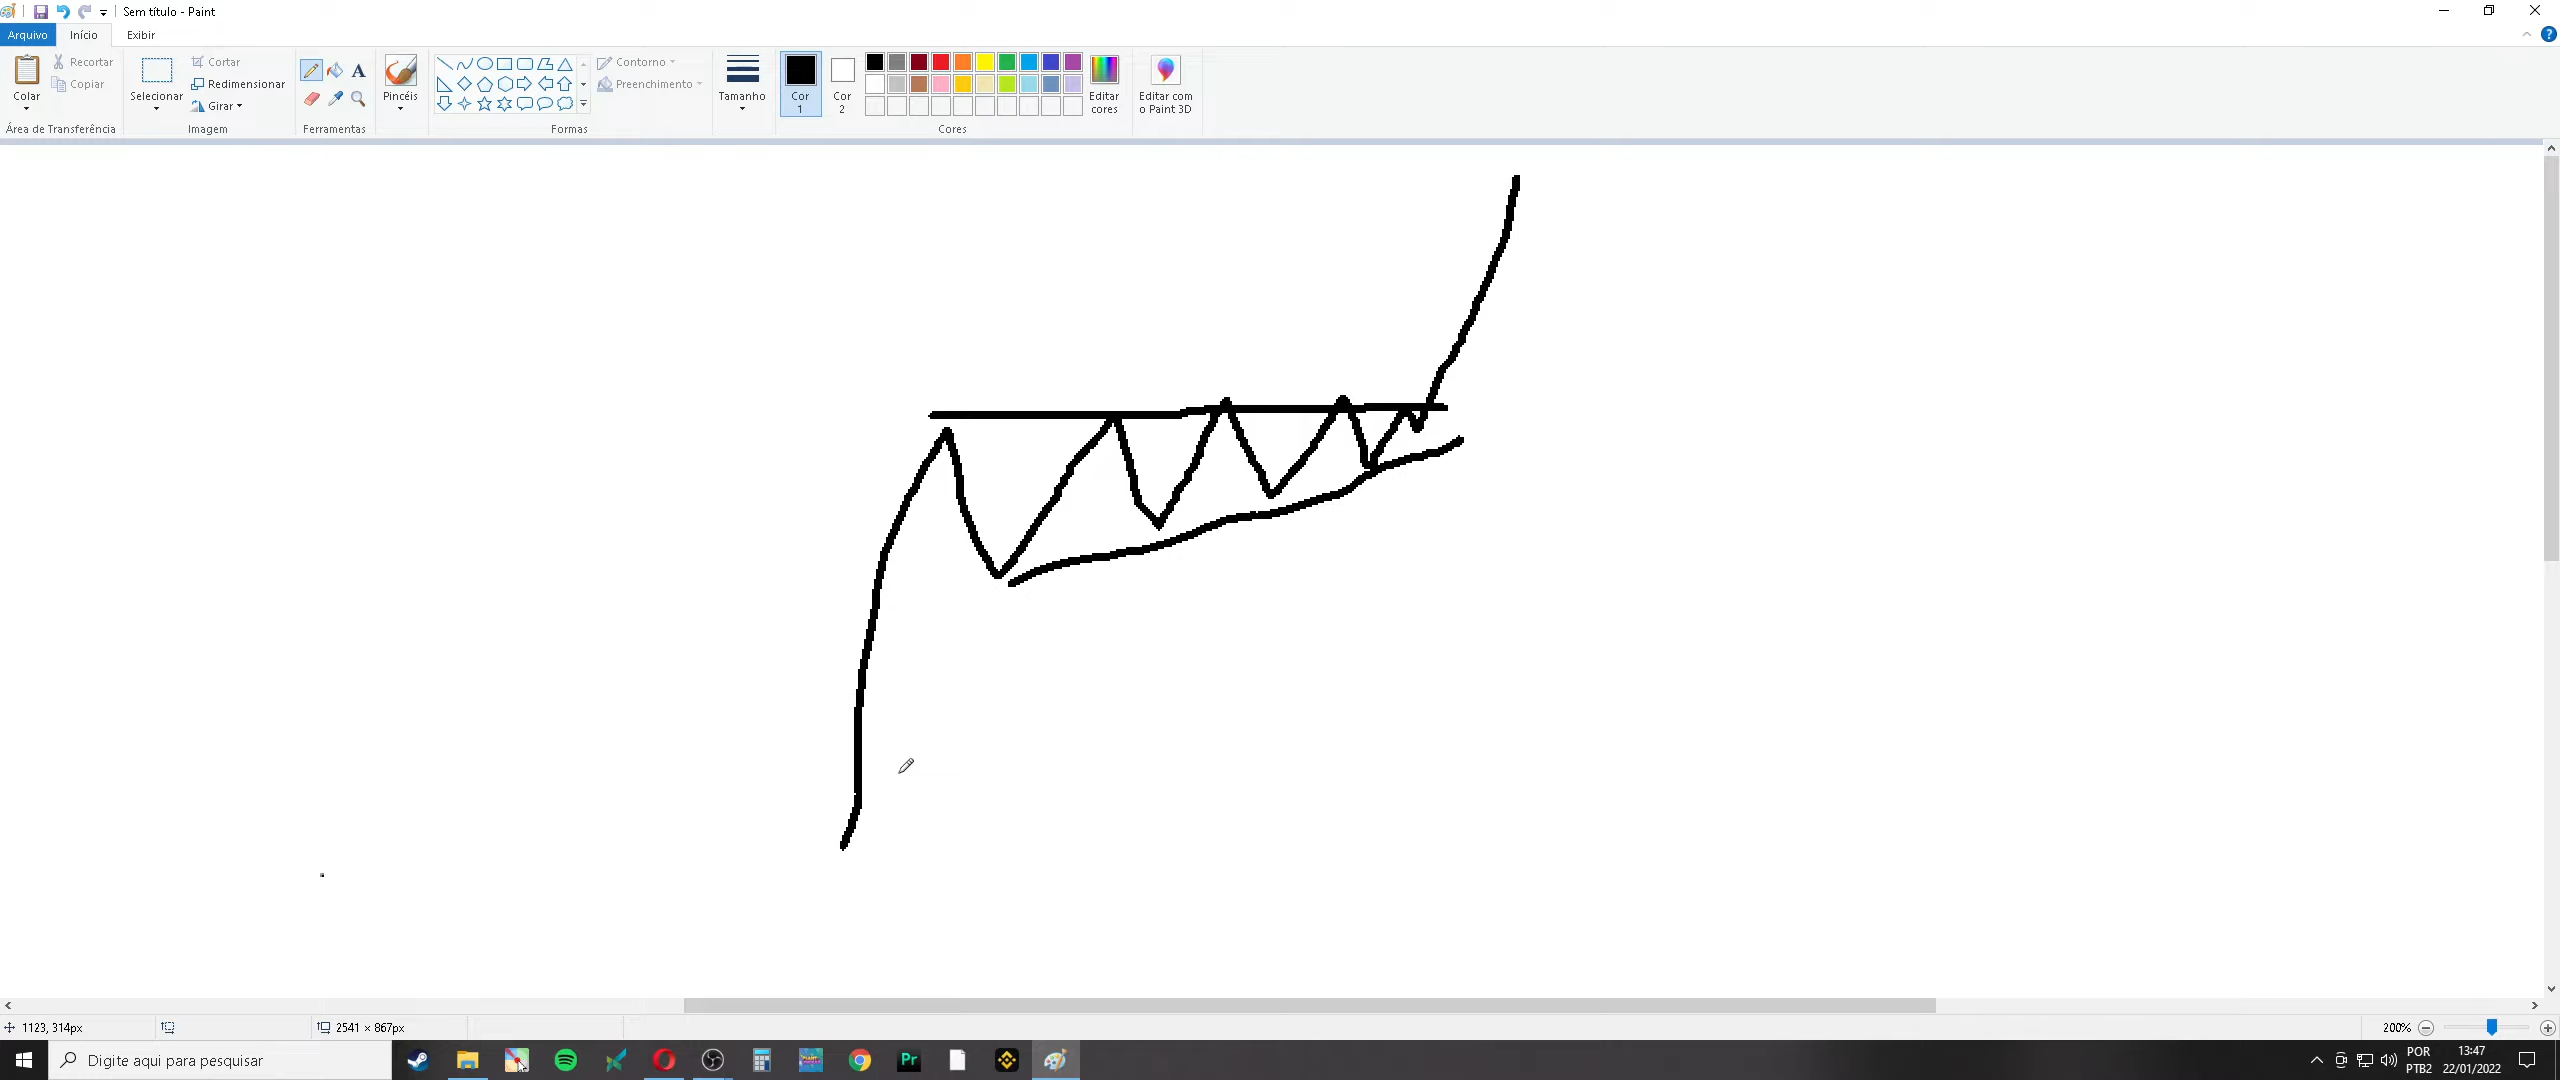 Sem título - Paint
Arquivo Início Exibir
Colar
Recortar
Copiar
Área de Transferência
Selecionar
Cortar
Redimensionar
Girar
Imagem
A
Ferramentas
Pincéis
Contorno
Preenchimento
Formas
Tamanho
Cor
1
Cor
2
Cores
Editar
cores
Editar com
o Paint 3D
?
1123, 314px
2541 × 867px
200%
Digite aqui para pesquisar
Pr
POR
PTB2
13:47
22/01/2022